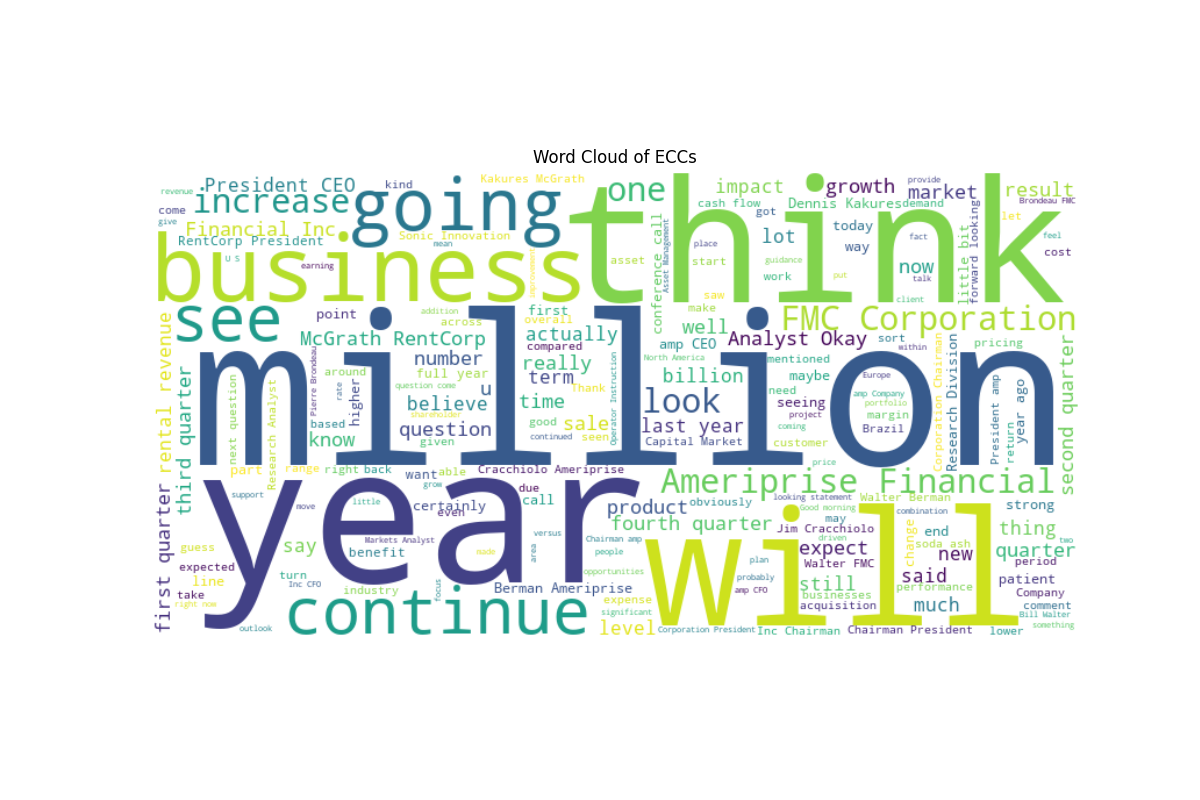 Word Cloud of ECCs
revenue
President CEO
kind
Kakures McGrath
one
impact
growth
provide
result
come
increase
going
think
cash flow
Dennis Kakures
demand
market
Brondeau FMC
give
Financial Inc
got
let
RentCorp President
Sonic Innovation
conference call
Asset Management
lot
today
way
fact
little bit
forward looking
feel
u s
mean
place
cost
business
earning
improvement
asset
guidance
start
work
put
now
talk
saw
client
see
point
addition
first
make
FMC Corporation
across
overall
rental revenue
McGrath RentCorp
actually
well
Analyst Okay
sort
million
number
compared
really
amp CEO
mentioned
within
pricing
North America
around
full year
term
Thank
billion
maybe
Europe
Pierre Brondeau
rate
higher
question come
u
time
need
amp Company
Corporation Chairman
Research Division
President amp
year ago
return
second quarter
third quarter
next question
Research Analyst
believe
look
seeing
portfolio
shareholder
project
margin
based
good
sale
last year
coming
Brazil
know
question
continued
seen
Operator Instruction
given
Capital Market
customer
price
part
range
right
back
want
able
Cracchiolo Ameriprise
Ameriprise Financial
first quarter
year
grow
due
looking statement
Walter Berman
support
little
certainly
call
product
obviously
Good morning
combination
strong
move
even
fourth quarter
Jim Cracchiolo
may
end
thing
two
guess
say
Markets Analyst
versus
Chairman amp
will
driven
change
soda ash
expected
benefit
made
area
people
expect
new
quarter
line
turn
opportunities
Walter FMC
period
take
Inc CFO
industry
focus
Berman Ameriprise
plan
probably
still
said
patient
right now
continue
expense
amp CFO
businesses
performance
Company
significant
acquisition
much
comment
Bill Walter
outlook
level
Corporation President
Inc Chairman
Chairman President
lower
something